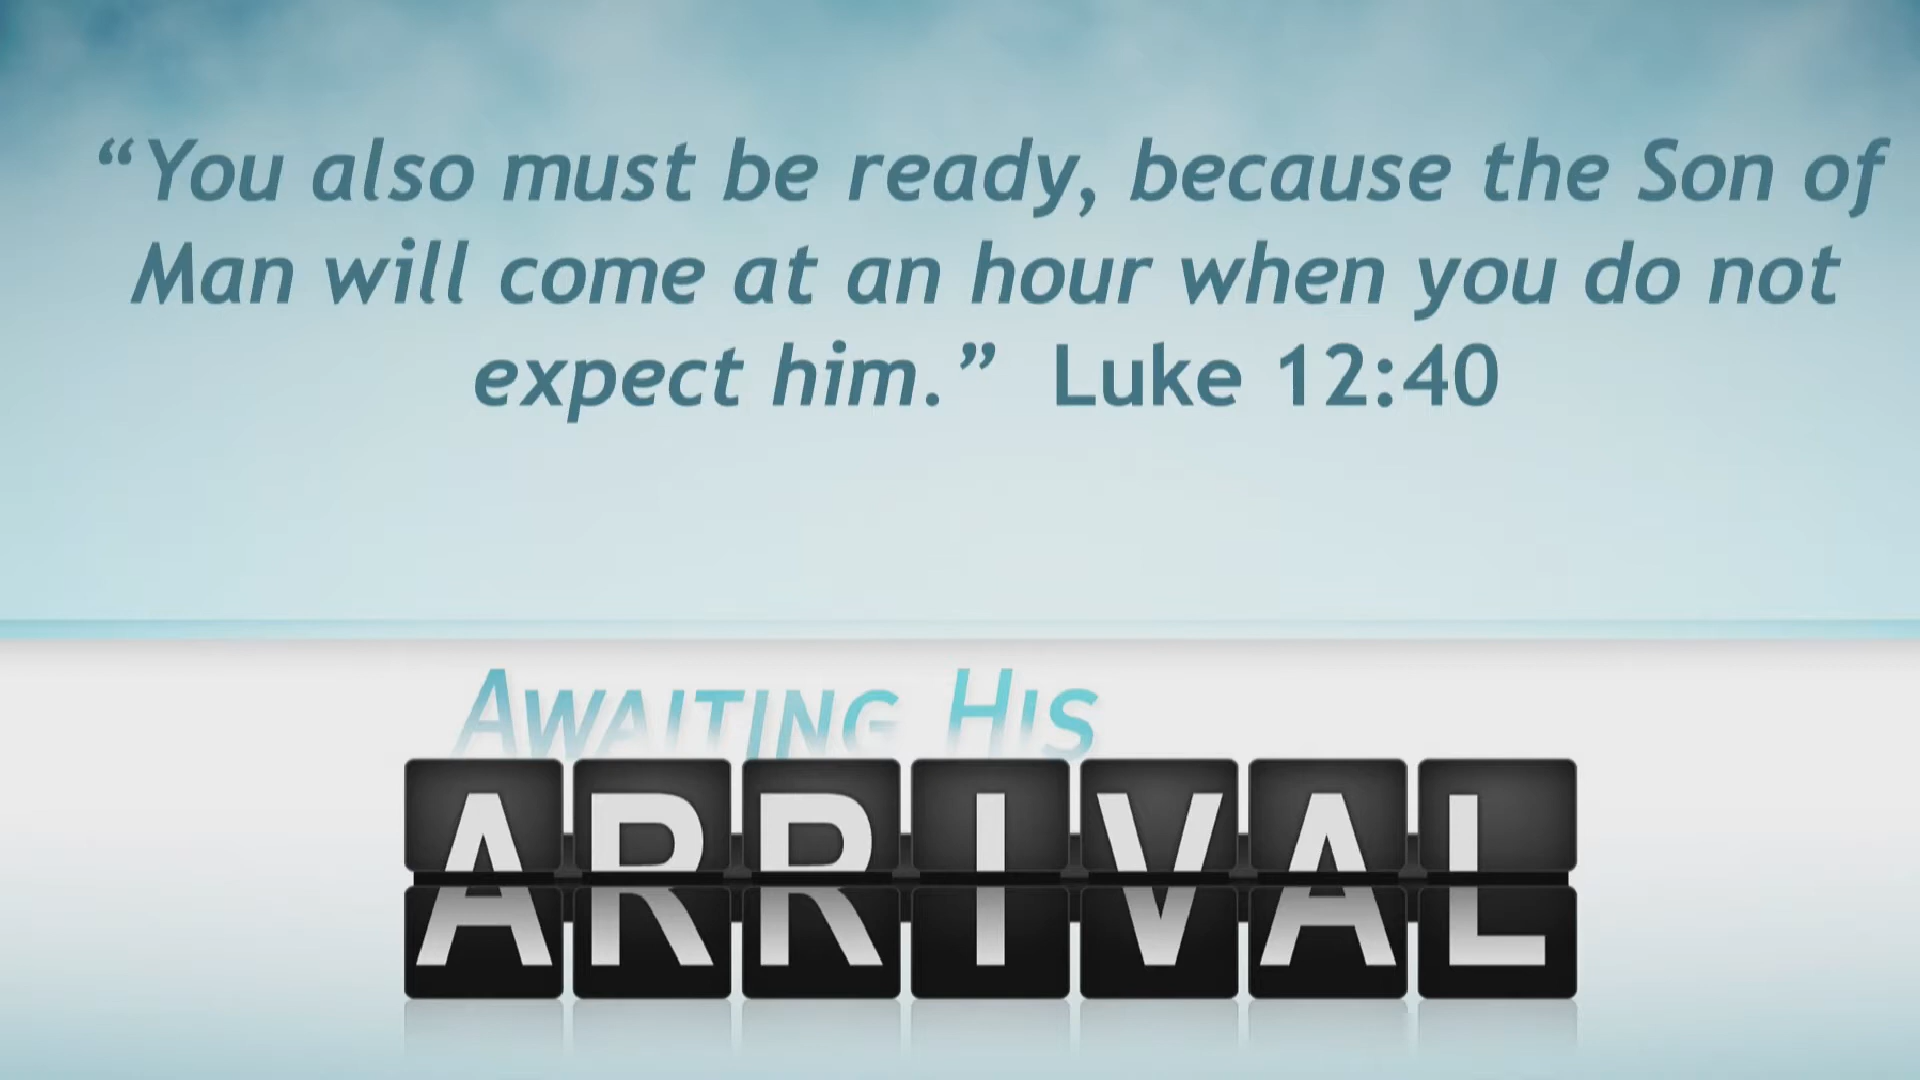 “You also must be ready, because the Son of
Man will come at an hour when you do not
expect him.” Luke 12:40
AWAITING HIS
ARRIVAL